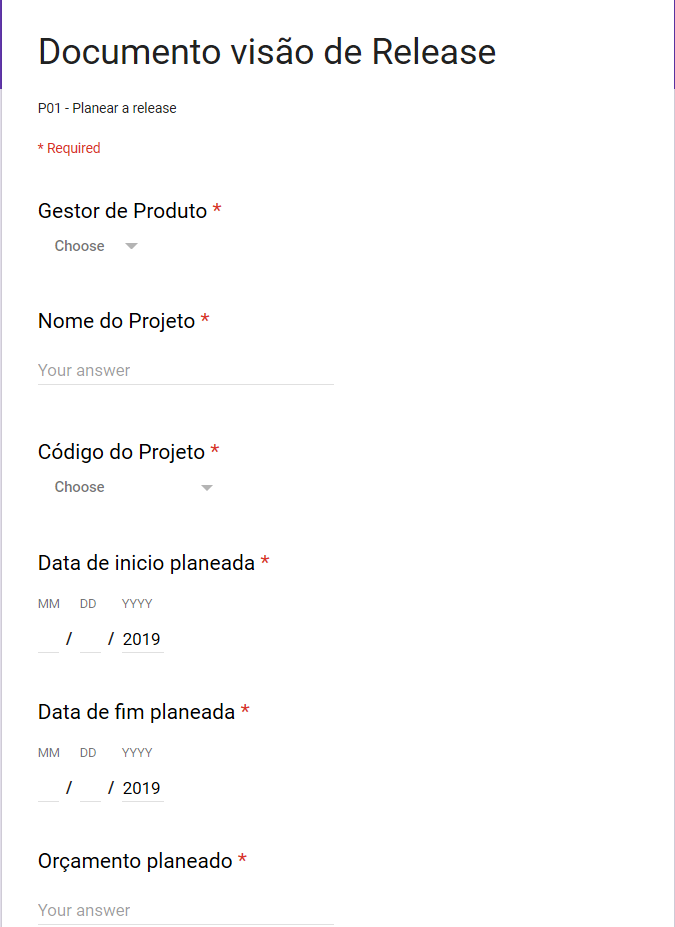 Documento visão de Release
P01 - Planear a release
* Required
Gestor de Produto *
Choose
Nome do Projeto *
Your answer
Código do Projeto *
Choose
Data de inicio planeada *
MM DD YYYY
/ / 2019
Data de fim planeada *
MM DD YYYY
/ / 2019
Orçamento planeado *
Your answer